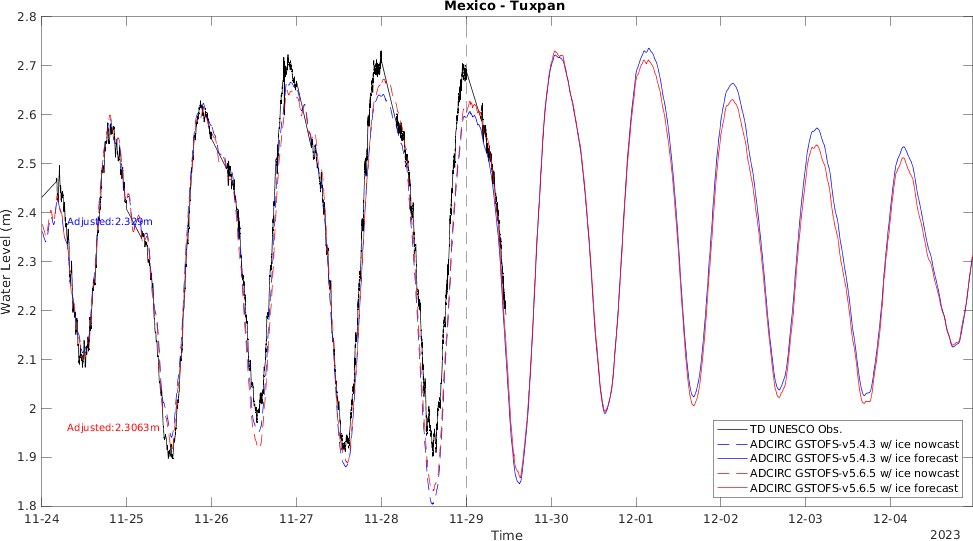 Mexico - Tuxpan
2.8
2.7
2.6
2.5
2.4
2.3
2.2
2.1
2
1.9
1.8
Water Level (m)
Adjusted:2.329m
Adjusted:2.3063m
TD UNESCO Obs.
ADCIRC GSTOFS-v5.4.3 w/ ice nowcast
ADCIRC GSTOFS-v5.4.3 w/ ice forecast
ADCIRC GSTOFS-v5.6.5 w/ ice nowcast
ADCIRC GSTOFS-v5.6.5 w/ ice forecast
11-24 11-25 11-26 11-27 11-28 11-29 11-30 12-01 12-02 12-03 12-04
Time
2023